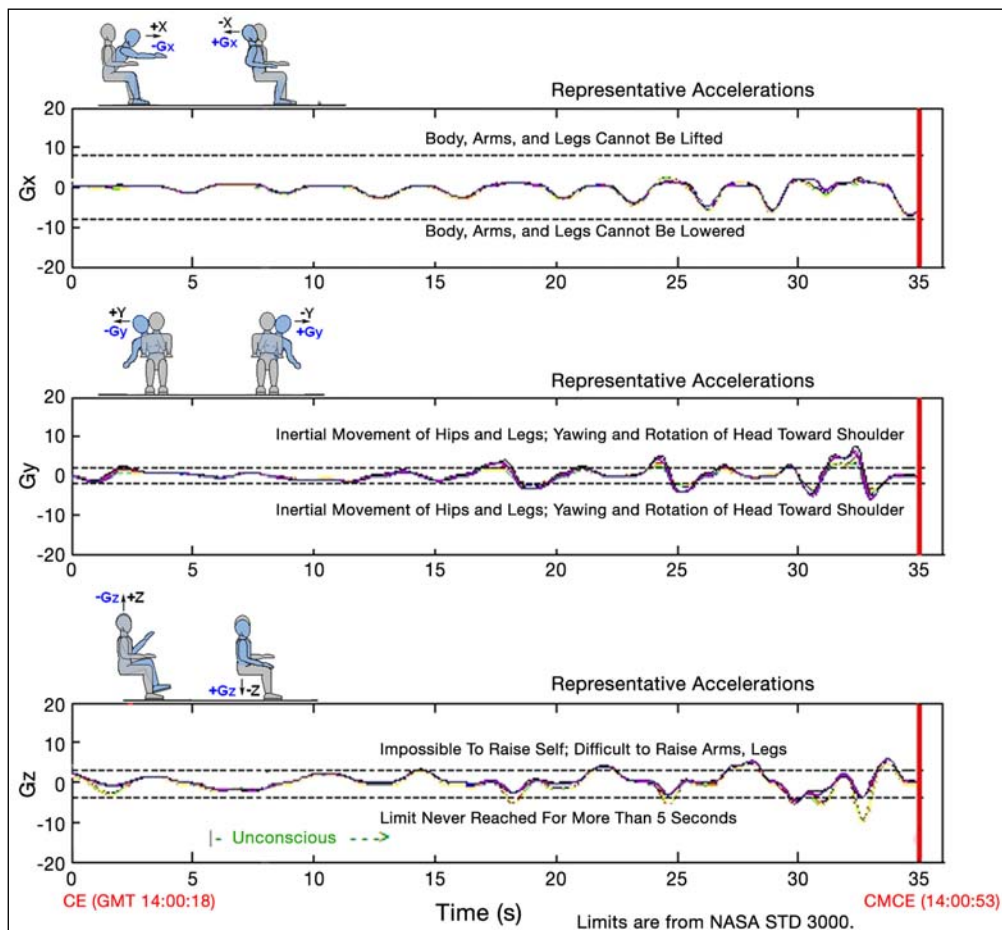 +X
-Gx
-X
+Gx
Representative Accelerations
Gx
20
10
0
-10
-20
Body, Arms, and Legs Cannot Be Lifted
Body, Arms, and Legs Cannot Be Lowered
0 5 10 15 20 25 30 35
+Y
-Gy
-Y
+Gy
Representative Accelerations
Gy
20
10
0
-10
-20
Inertial Movement of Hips and Legs; Yawing and Rotation of Head Toward Shoulder
Inertial Movement of Hips and Legs; Yawing and Rotation of Head Toward Shoulder
0 5 10 15 20 25 30 35
-Gz +Z
+Gz -Z
Representative Accelerations
Gz
20
10
0
-10
-20
Impossible To Raise Self; Difficult to Raise Arms, Legs
Limit Never Reached For More Than 5 Seconds
Unconscious
0 5 10 15 20 25 30 35
CE (GMT 14:00:18)
Time (s)
CMCE (14:00:53)
Limits are from NASA STD 3000.